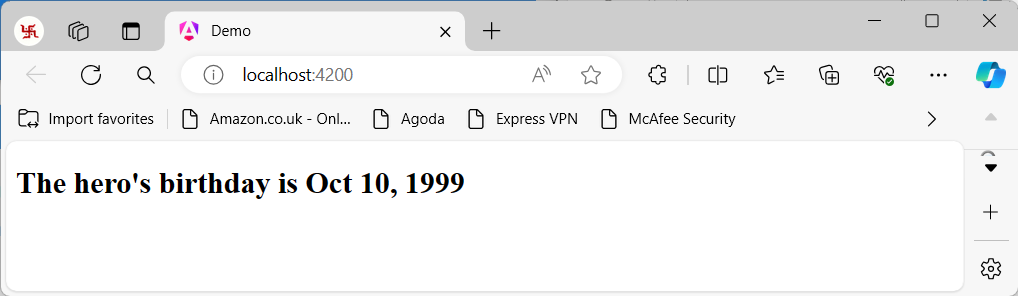 Demo
localhost:4200
Import favorites Amazon.co.uk - Onl... Agoda Express VPN McAfee Security
The hero's birthday is Oct 10, 1999